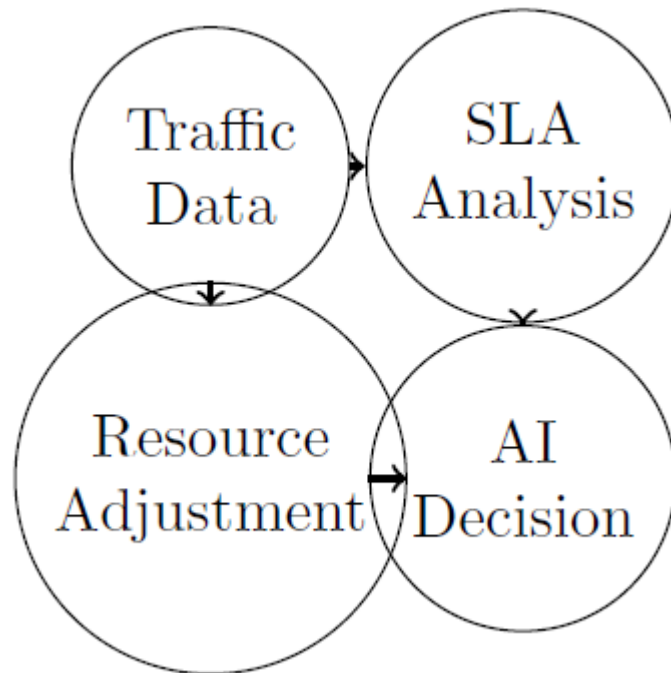 Traffic
Data
SLA
Analysis
Resource
Adjustment
AI
Decision